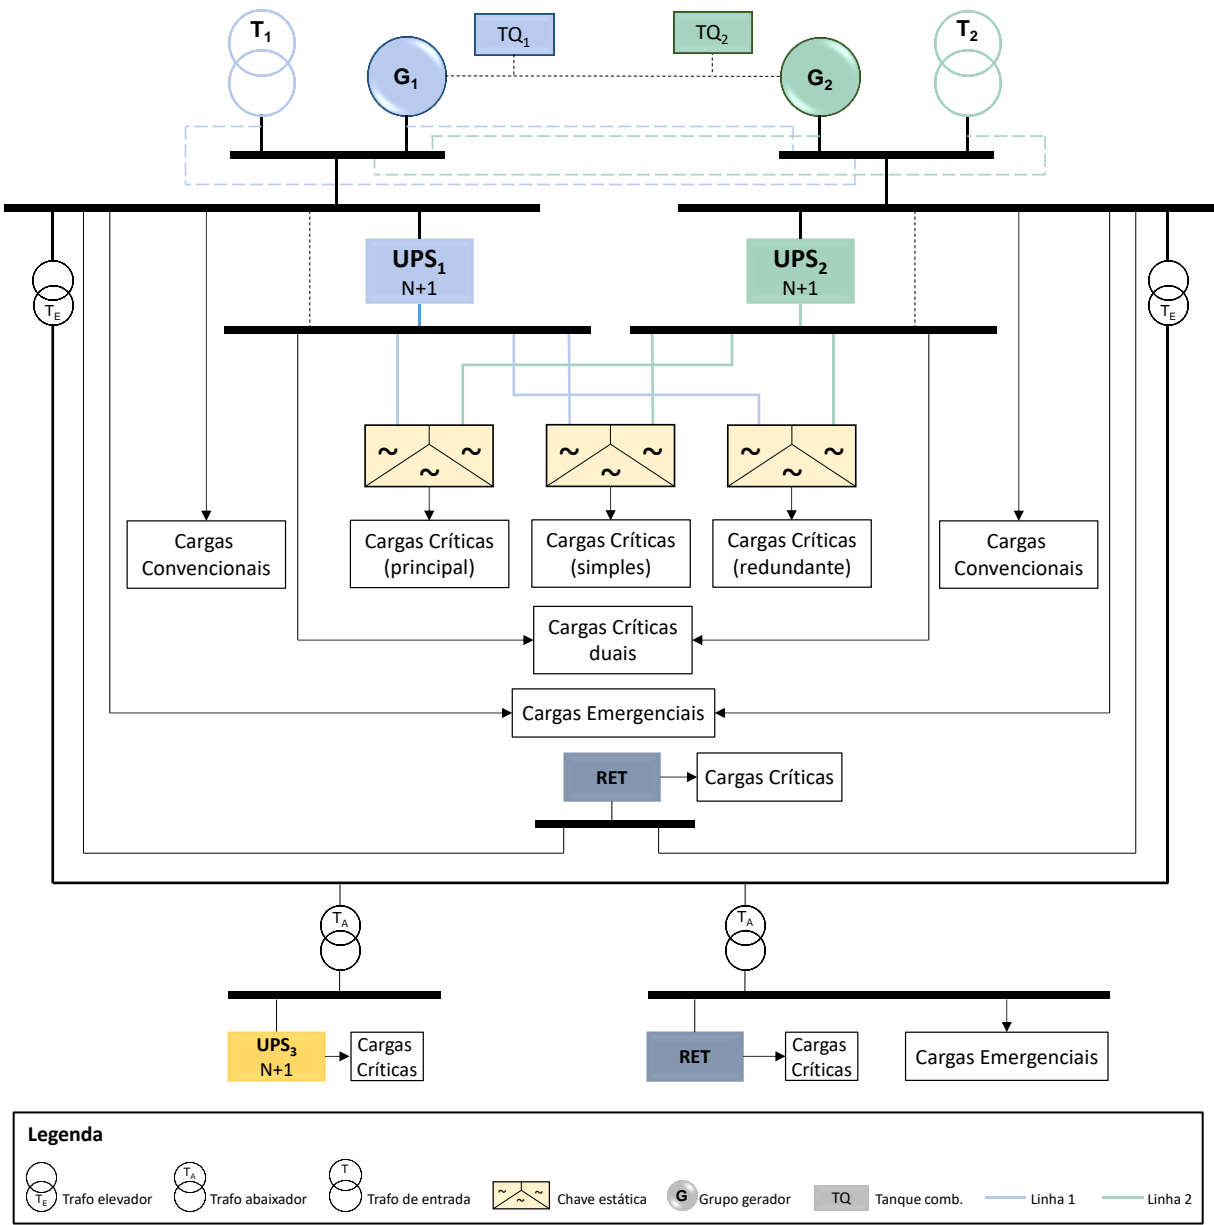 T1
G1
TQ1
TQ2
G2
T2
UPS1
N+1
UPS2
N+1
TE
TE
~ ~ ~
~ ~ ~
~ ~ ~
Cargas
Convencionais
Cargas Críticas
(principal)
Cargas Críticas
(simples)
Cargas Críticas
(redundante)
Cargas
Convencionais
Cargas Críticas
duais
Cargas Emergenciais
RET
Cargas Críticas
TA
TA
UPS3
N+1
Cargas
Críticas
RET
Cargas
Críticas
Cargas Emergenciais
Legenda
TE Trafo elevador
TA Trafo abaixador
T Trafo de entrada
~ ~ ~ Chave estática
G Grupo gerador
TQ Tanque comb.
Linha 1
Linha 2